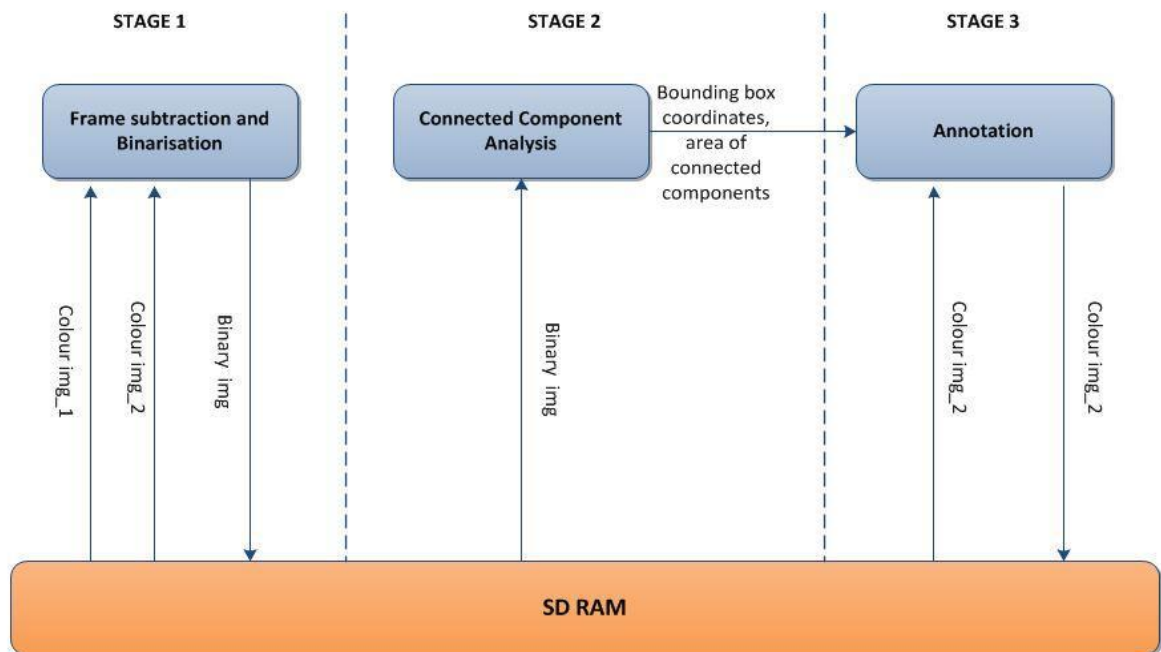 STAGE 1
STAGE 2
STAGE 3
Frame subtraction and
Binarisation
Connected Component
Analysis
Bounding box
coordinates,
area of
connected
components
Annotation
Colour img_1
Colour img_2
Binary img
Binary img
Colour img_2
Colour img_2
SD RAM